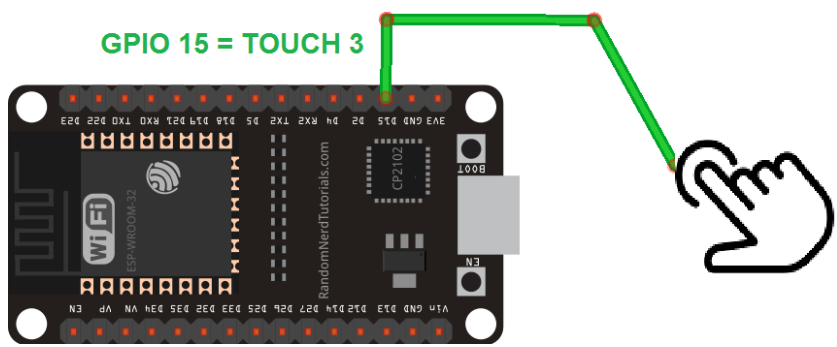 GPIO 15 = TOUCH 3
D23 D22 TX0 RX0 D21 D19 D18 D5 TX2 RX2 D4 D2 D15 GND 3V3
WiFi
ESP-WROOM-32
RandomNerdTutorials.com
CP2102
BOOT
EN
EN VP VN D34 D35 D32 D33 D25 D26 D27 D14 D12 D13 GND Vin